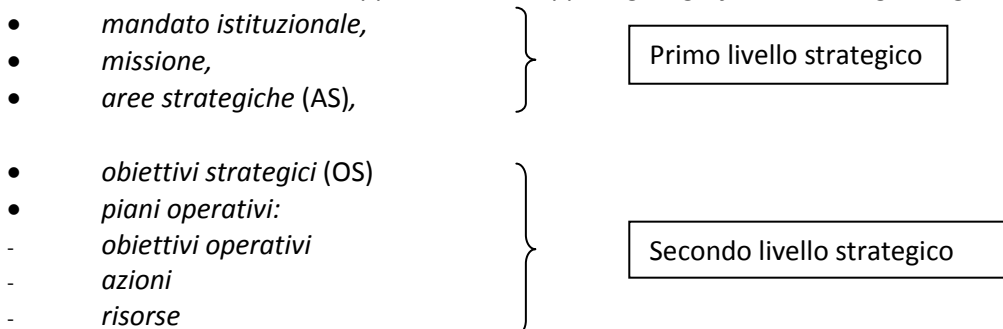 • mandato istituzionale,
• missione, Primo livello strategico
• aree strategiche (AS),
• obiettivi strategici (OS)
• piani operativi:
- obiettivi operativi Secondo livello strategico
- azioni
- risorse